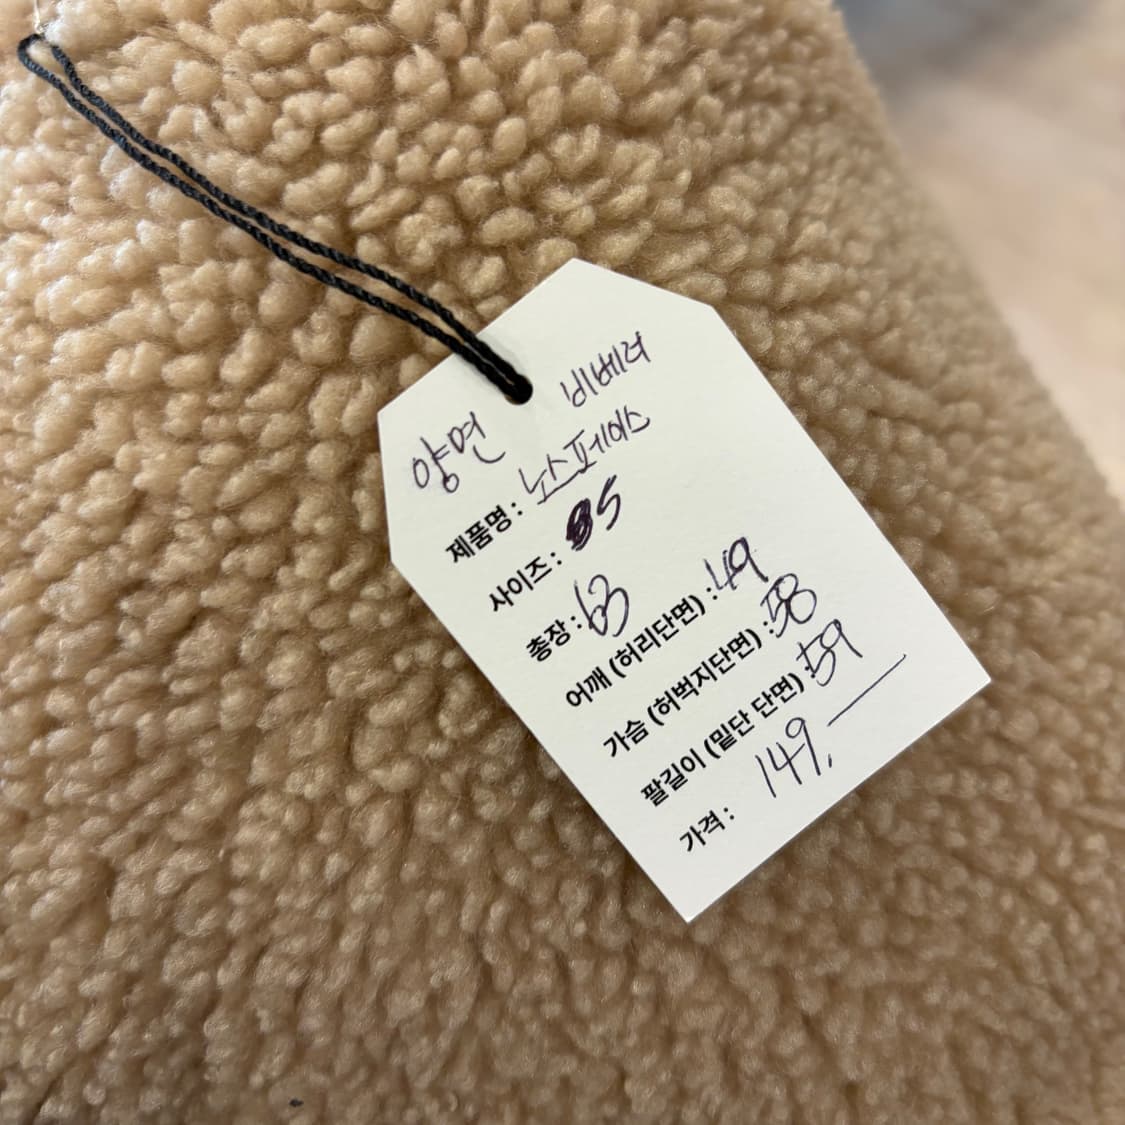 비버려
양면
제품명 : 노스페이스
사이즈 : S
총장 : 63
어깨 (허리단면) : 49
가슴 (허벅지단면) : 58
팔길이 (밑단 단면) : 59
가격 : 149,—